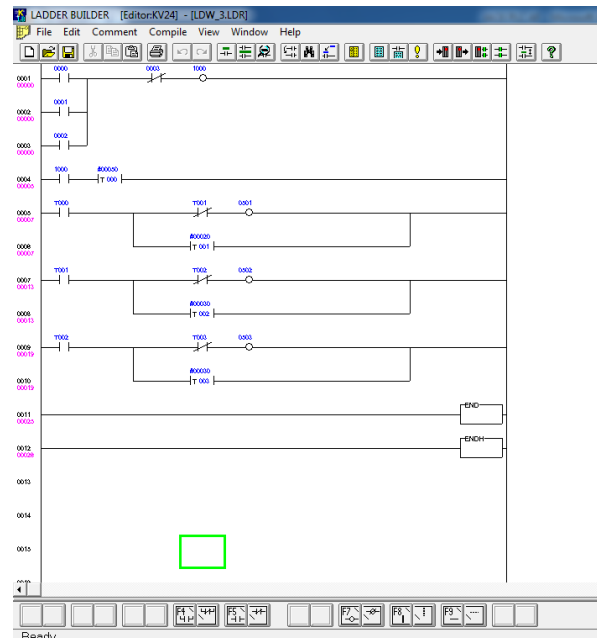 LADDER BUILDER [Editor:KV24] - [LDW_3.LDR]
File Edit Comment Compile View Window Help
0000 0003 1000
0001
00000
0001
0002
00000
0002
0003
00000
1000 #00050
0004 T 000
00005
T000 T001 0501
0005
00007
#00020
0006 T 001
00007
T001 T002 0502
0007
00013
#00030
0008 T 002
00013
T002 T003 0503
0009
00019
#00030
0010 T 003
00019
0011 END
00025
0012 ENDH
0013
0014
0015
F4 F5 F7 F8 F9
Ready